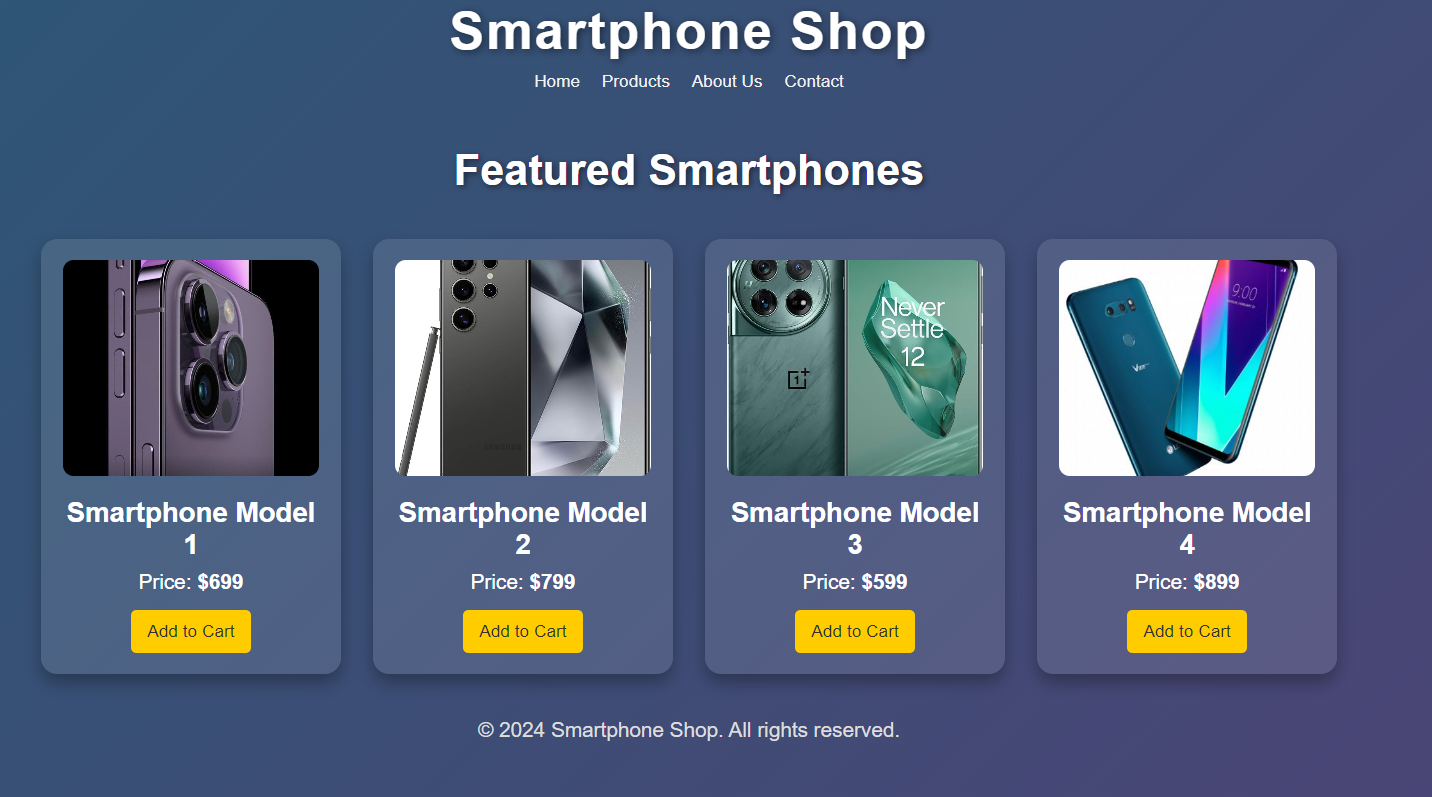 Smartphone Shop
Home Products About Us Contact
Featured Smartphones
Never
Settle
12
9:00
Smartphone Model
1
Price: $699
Add to Cart
Smartphone Model
2
Price: $799
Add to Cart
Smartphone Model
3
Price: $599
Add to Cart
Smartphone Model
4
Price: $899
Add to Cart
© 2024 Smartphone Shop. All rights reserved.